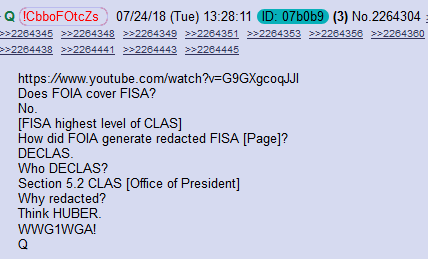 Q !CbboFOtcZs 07/24/18 (Tue) 13:28:11 ID: 07b0b9 (3) No.2264304
>>2264345 >>2264348 >>2264349 >>2264351 >>2264353 >>2264356 >>2264360
>>2264438 >>2264441 >>2264443 >>2264445
https://www.youtube.com/watch?v=G9GXgcoqJJI
Does FOIA cover FISA?
No.
[FISA highest level of CLAS]
How did FOIA generate redacted FISA [Page]?
DECLAS.
Who DECLAS?
Section 5.2 CLAS [Office of President]
Why redacted?
Think HUBER.
WWG1WGA!
Q